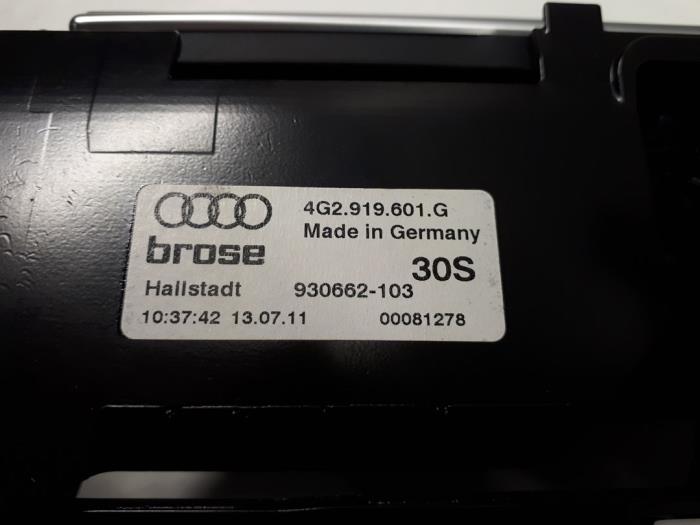 4G2.919.601.G
Made in Germany
brose
30S
Hallstadt 930662-103
10:37:42 13.07.11 00081278